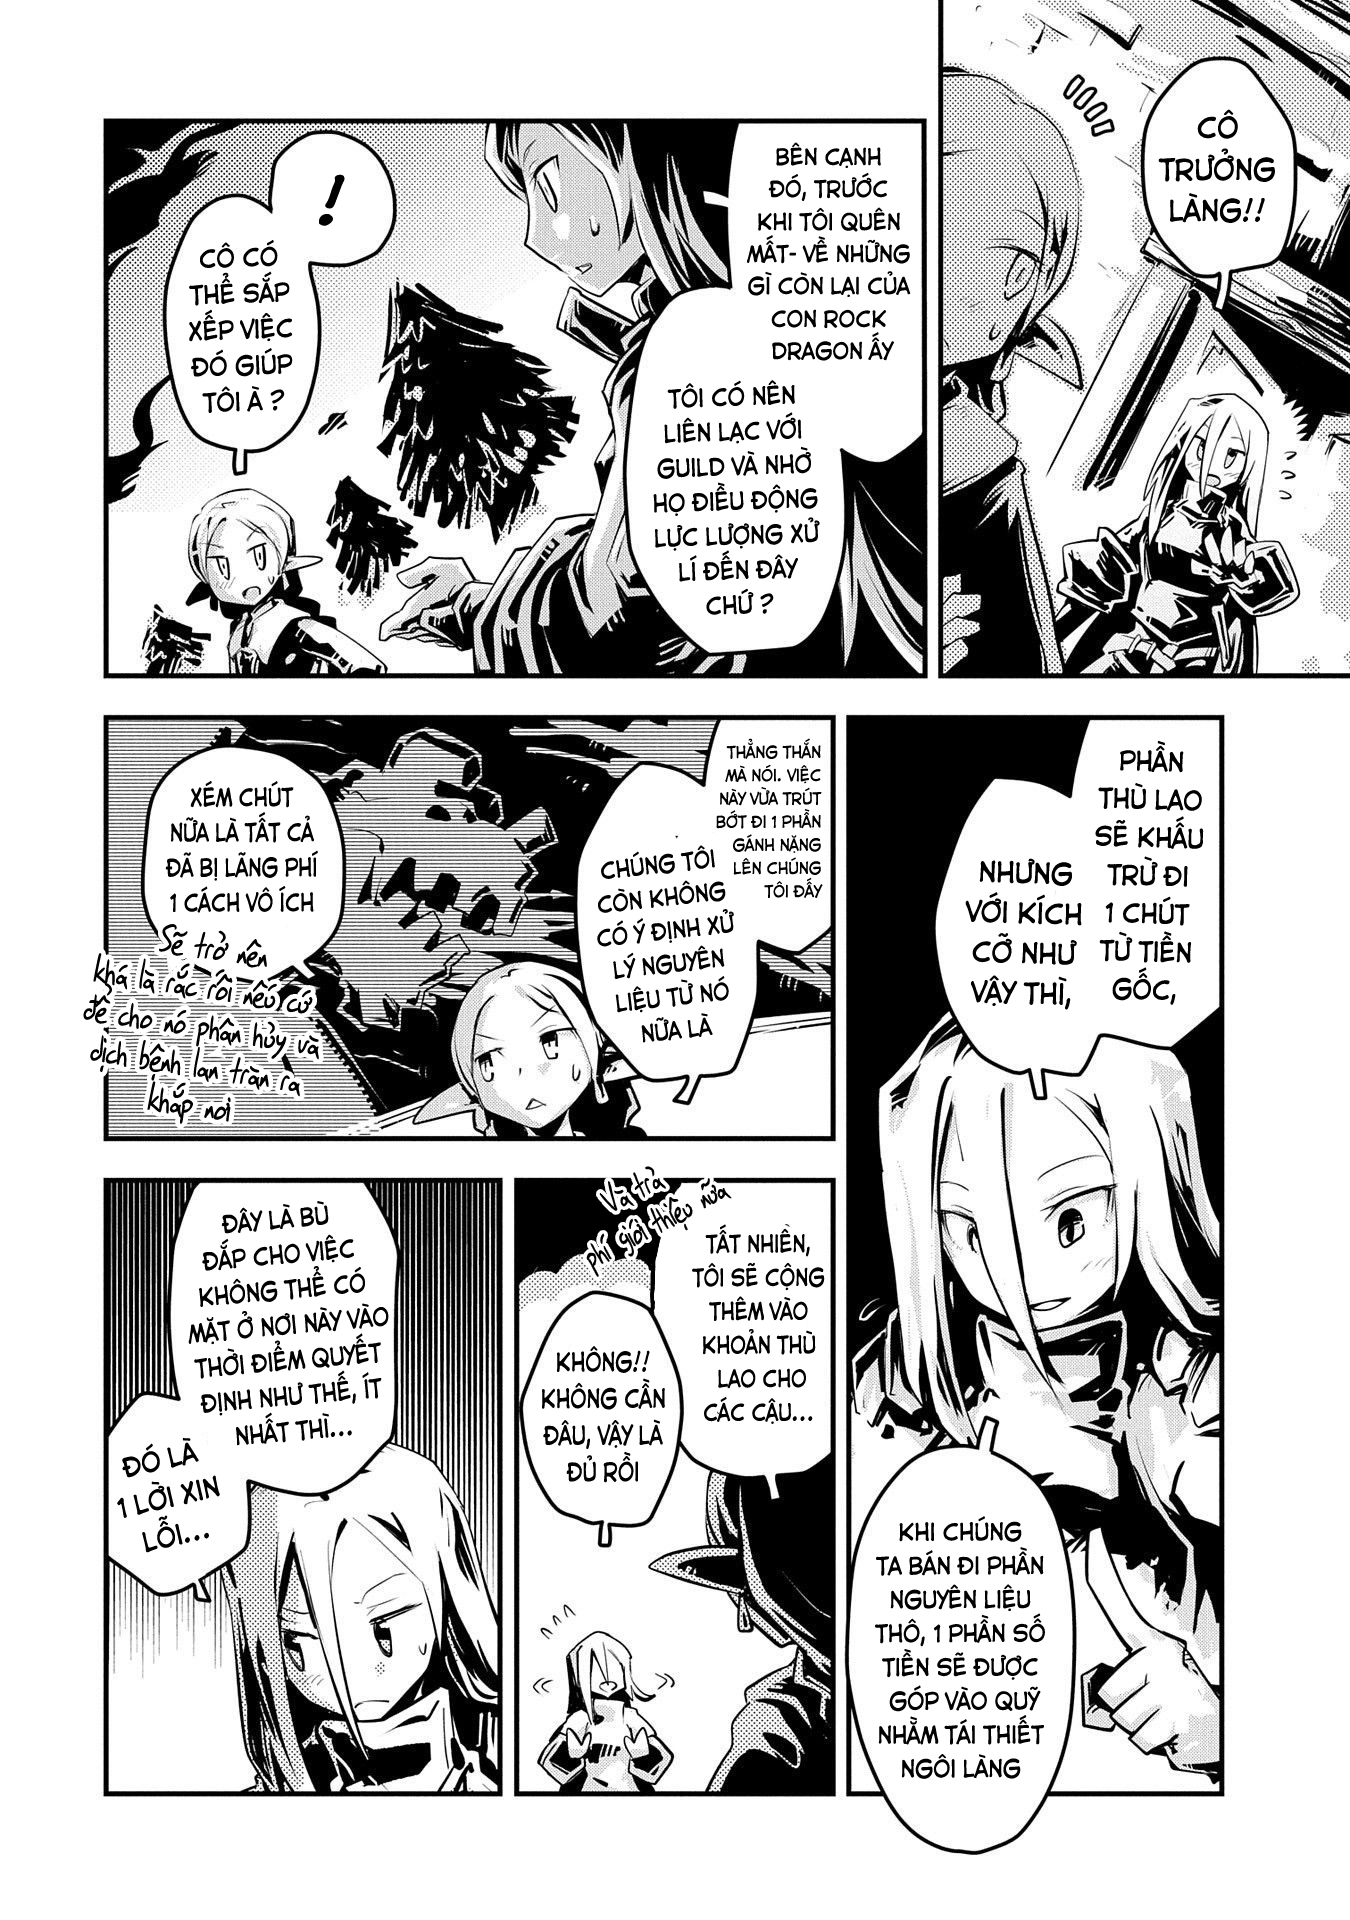 CÔ
TRƯỞNG
LÀNG!!
BÊN CẠNH
ĐÓ, TRƯỚC
KHI TÔI QUÊN
MẤT- VỀ NHỮNG
GÌ CÒN LẠI CỦA
CON ROCK
DRAGON ẤY
TÔI CÓ NÊN
LIÊN LẠC VỚI
GUILD VÀ NHỜ
HỌ ĐIỀU ĐỘNG
LỰC LƯỢNG XỬ
LÍ ĐẾN ĐÂY
CHỨ ?
!
CÔ CÓ
THỂ SẮP
XẾP VIỆC
ĐÓ GIÚP
TÔI À ?
PHẦN
THÙ LAO
SẼ KHẤU
TRỪ ĐI
1 CHÚT
TỪ TIỀN
GỐC,
NHƯNG
VỚI KÍCH
CỠ NHƯ
VẬY THÌ,
KHI CHÚNG
TA BÁN ĐI PHẦN
NGUYÊN LIỆU
THÔ, 1 PHẦN SỐ
TIỀN SẼ ĐƯỢC
GÓP VÀO QUỸ
NHẰM TÁI THIẾT
NGÔI LÀNG
THẲNG THẮN
MÀ NÓI. VIỆC
NÀY VỪA TRÚT
BỚT ĐI 1 PHẦN
GÁNH NẶNG
LÊN CHÚNG
TÔI ĐẤY
CHÚNG TÔI
CÒN KHÔNG
CÓ Ý ĐỊNH XỬ
LÝ NGUYÊN
LIỆU TỪ NÓ
NỮA LÀ
XÉM CHÚT
NỮA LÀ TẤT CẢ
ĐÃ BỊ LÃNG PHÍ
1 CÁCH VÔ ÍCH
Sẽ trở nên
khá là rắc rối nếu cứ
để cho nó phân hủy và
dịch bệnh lan tràn ra
khắp nơi
TẤT NHIÊN,
TÔI SẼ CỘNG
THÊM VÀO
KHOẢN THÙ
LAO CHO
CÁC CẬU...
Và trả
phí giới thiệu nữa
KHÔNG!!
KHÔNG CẦN
ĐÂU, VẬY LÀ
ĐỦ RỒI
ĐÂY LÀ BÙ
ĐẮP CHO VIỆC
KHÔNG THỂ CÓ
MẶT Ở NƠI NÀY VÀO
THỜI ĐIỂM QUYẾT
ĐỊNH NHƯ THẾ, ÍT
NHẤT THÌ...
ĐÓ LÀ
1 LỜI XIN
LỖI...